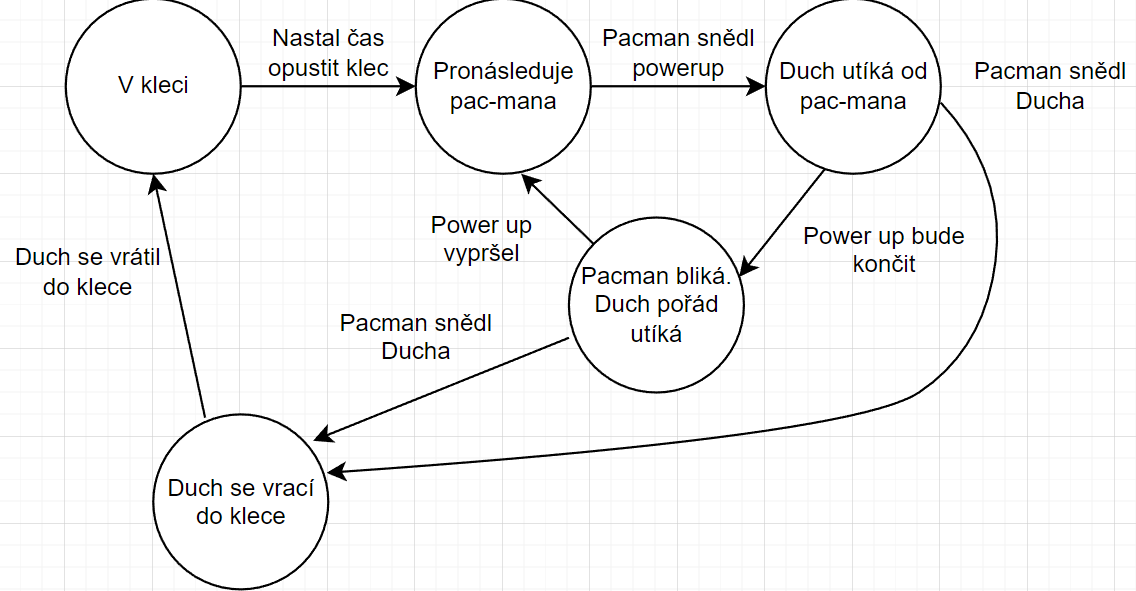 V kleci
Nastal čas
opustit klec
Pronásleduje
pac-mana
Pacman snědl
powerup
Duch utíká od
pac-mana
Pacman snědl
Ducha
Power up
vypršel
Power up bude
končit
Duch se vrátil
do klece
Pacman bliká.
Duch pořád
utíká
Pacman snědl
Ducha
Duch se vrací
do klece